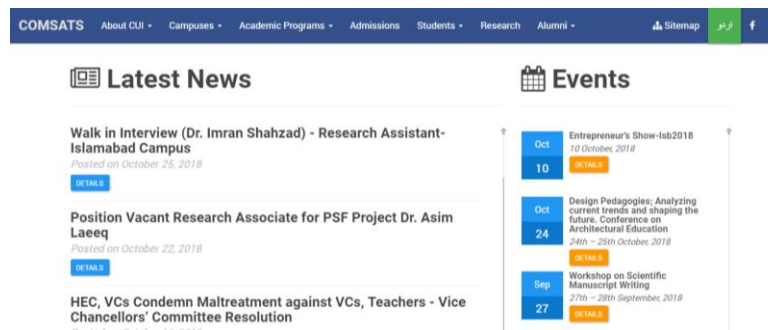 COMSATS About CUI Campuses Academic Programs Admissions Students Research Alumni Sitemap اردو f
Latest News
Walk in Interview (Dr. Imran Shahzad) - Research Assistant-
Islamabad Campus
Posted on October 25, 2018
DETAILS
Position Vacant Research Associate for PSF Project Dr. Asim
Laeeq
Posted on October 22, 2018
DETAILS
HEC, VCs Condemn Maltreatment against VCs, Teachers - Vice
Chancellors' Committee Resolution
Events
Oct
10
Entrepreneur's Show-Isb2018
10 October, 2018
DETAILS
Oct
24
Design Pedagogies; Analyzing
current trends and shaping the
future. Conference on
Architectural Education
24th – 25th October, 2018
DETAILS
Sep
27
Workshop on Scientific
Manuscript Writing
27th – 28th September, 2018
DETAILS